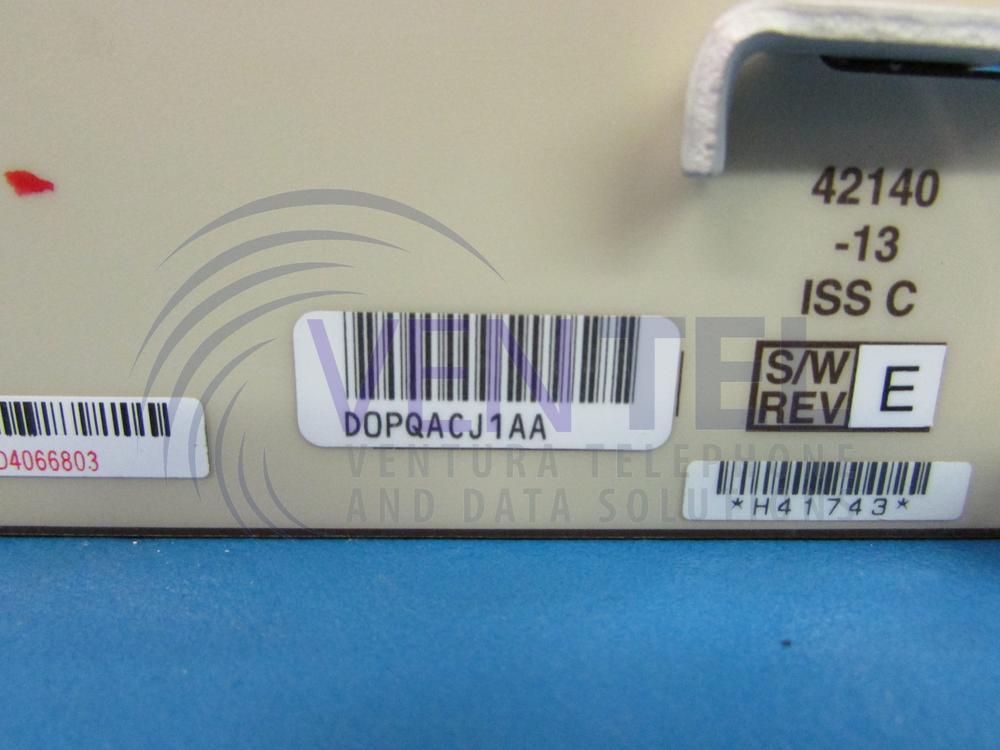 42140
-13
ISS C
S/W
REV
E
DOPQACJ1AA
D4066803
*H41743*
VENTEL
VENTURA TELEPHONE
AND DATA SOLUTIONS